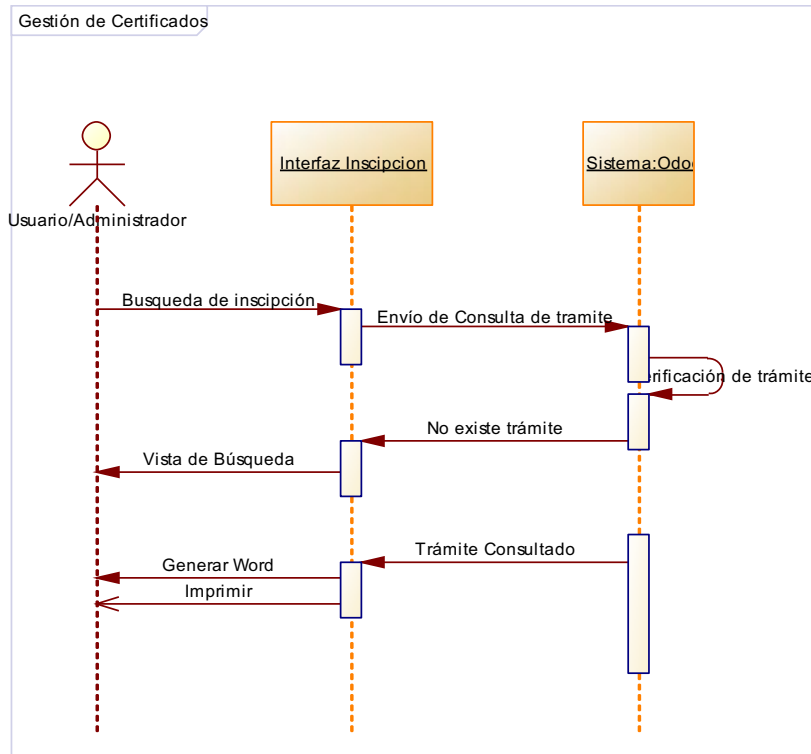 Gestión de Certificados
Interfaz Inscipcion
Sistema:Odoo
Usuario/Administrador
Busqueda de inscipción
Envío de Consulta de tramite
erificación de trámite
No existe trámite
Vista de Búsqueda
Trámite Consultado
Generar Word
Imprimir